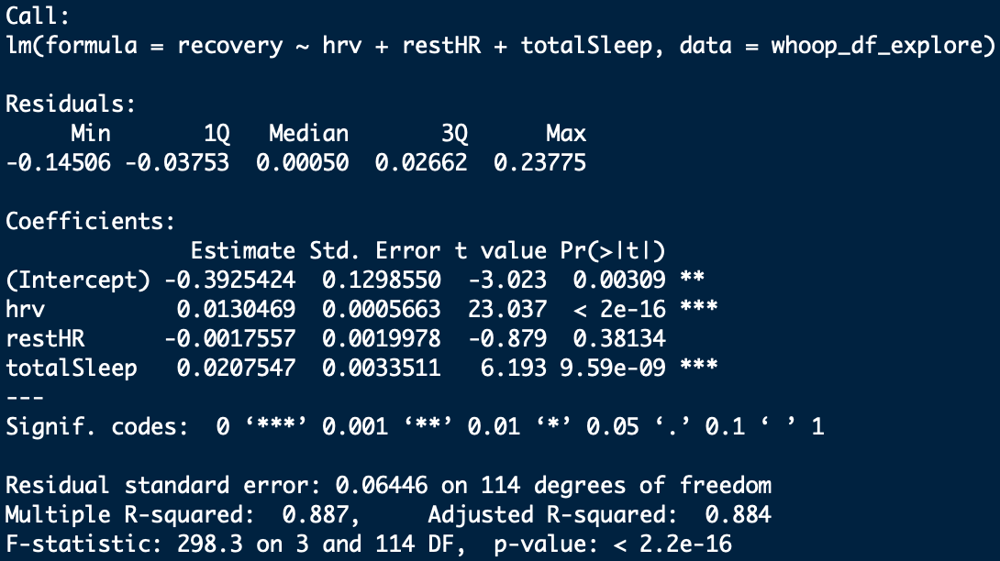 Call:
lm(formula = recovery ~ hrv + restHR + totalSleep, data = whoop_df_explore)
Residuals:
Min 1Q Median 3Q Max
-0.14506 -0.03753 0.00050 0.02662 0.23775
Coefficients:
Estimate Std. Error t value Pr(>|t|)
(Intercept) -0.3925424 0.1298550 -3.023 0.00309 **
hrv 0.0130469 0.0005663 23.037 < 2e-16 ***
restHR -0.0017557 0.0019978 -0.879 0.38134
totalSleep 0.0207547 0.0033511 6.193 9.59e-09 ***
---
Signif. codes: 0 ‘***’ 0.001 ‘**’ 0.01 ‘*’ 0.05 ‘.’ 0.1 ‘ ’ 1
Residual standard error: 0.06446 on 114 degrees of freedom
Multiple R-squared: 0.887, Adjusted R-squared: 0.884
F-statistic: 298.3 on 3 and 114 DF, p-value: < 2.2e-16